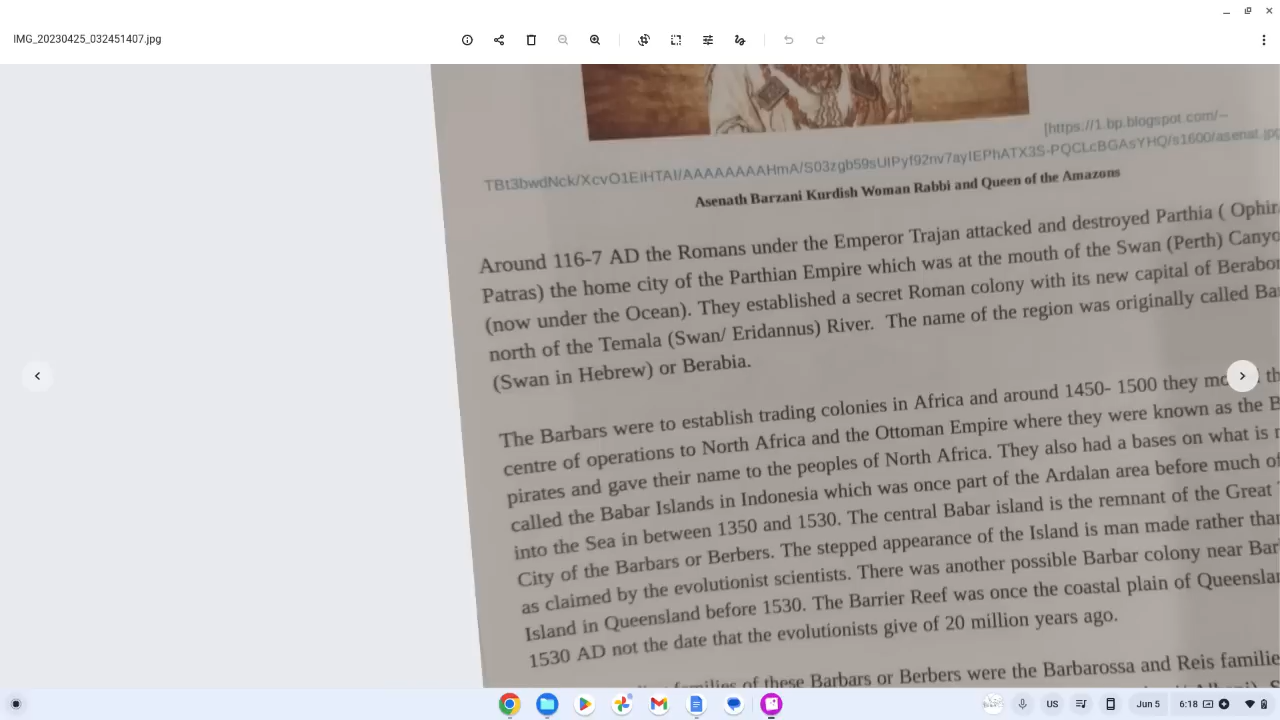 IMG_20230425_032451407.jpg
[https://1.bp.blogspot.com/--
TBt3bwdNck/XcvO1EiHTAI/AAAAAAAAHmA/S03zgb59sUIPyf92nv7ayIEPhATX3S-PQCLcBGAsYHQ/s1600/asenat.jpg
Asenath Barzani Kurdish Woman Rabbi and Queen of the Amazons
Around 116-7 AD the Romans under the Emperor Trajan attacked and destroyed Parthia ( Ophir
Patras) the home city of the Parthian Empire which was at the mouth of the Swan (Perth) Canyo
(now under the Ocean). They established a secret Roman colony with its new capital of Berabor
north of the Temala (Swan/ Eridannus) River. The name of the region was originally called Ba
(Swan in Hebrew) or Berabia.
The Barbars were to establish trading colonies in Africa and around 1450- 1500 they th
centre of operations to North Africa and the Ottoman Empire where they were known as the B
pirates and gave their name to the peoples of North Africa. They also had a bases on what is
called the Babar Islands in Indonesia which was once part of the Ardalan area before much of
into the Sea in between 1350 and 1530. The central Babar island is the remnant of the Great
City of the Barbars or Berbers. The stepped appearance of the Island is man made rather than
as claimed by the evolutionist scientists. There was another possible Barbar colony near Bar
Island in Queensland before 1530. The Barrier Reef was once the coastal plain of Queenslan
1530 AD not the date that the evolutionists give of 20 million years ago.
families of these Barbars or Berbers were the Barbarossa and Reis familie
US
Jun 5
6:18